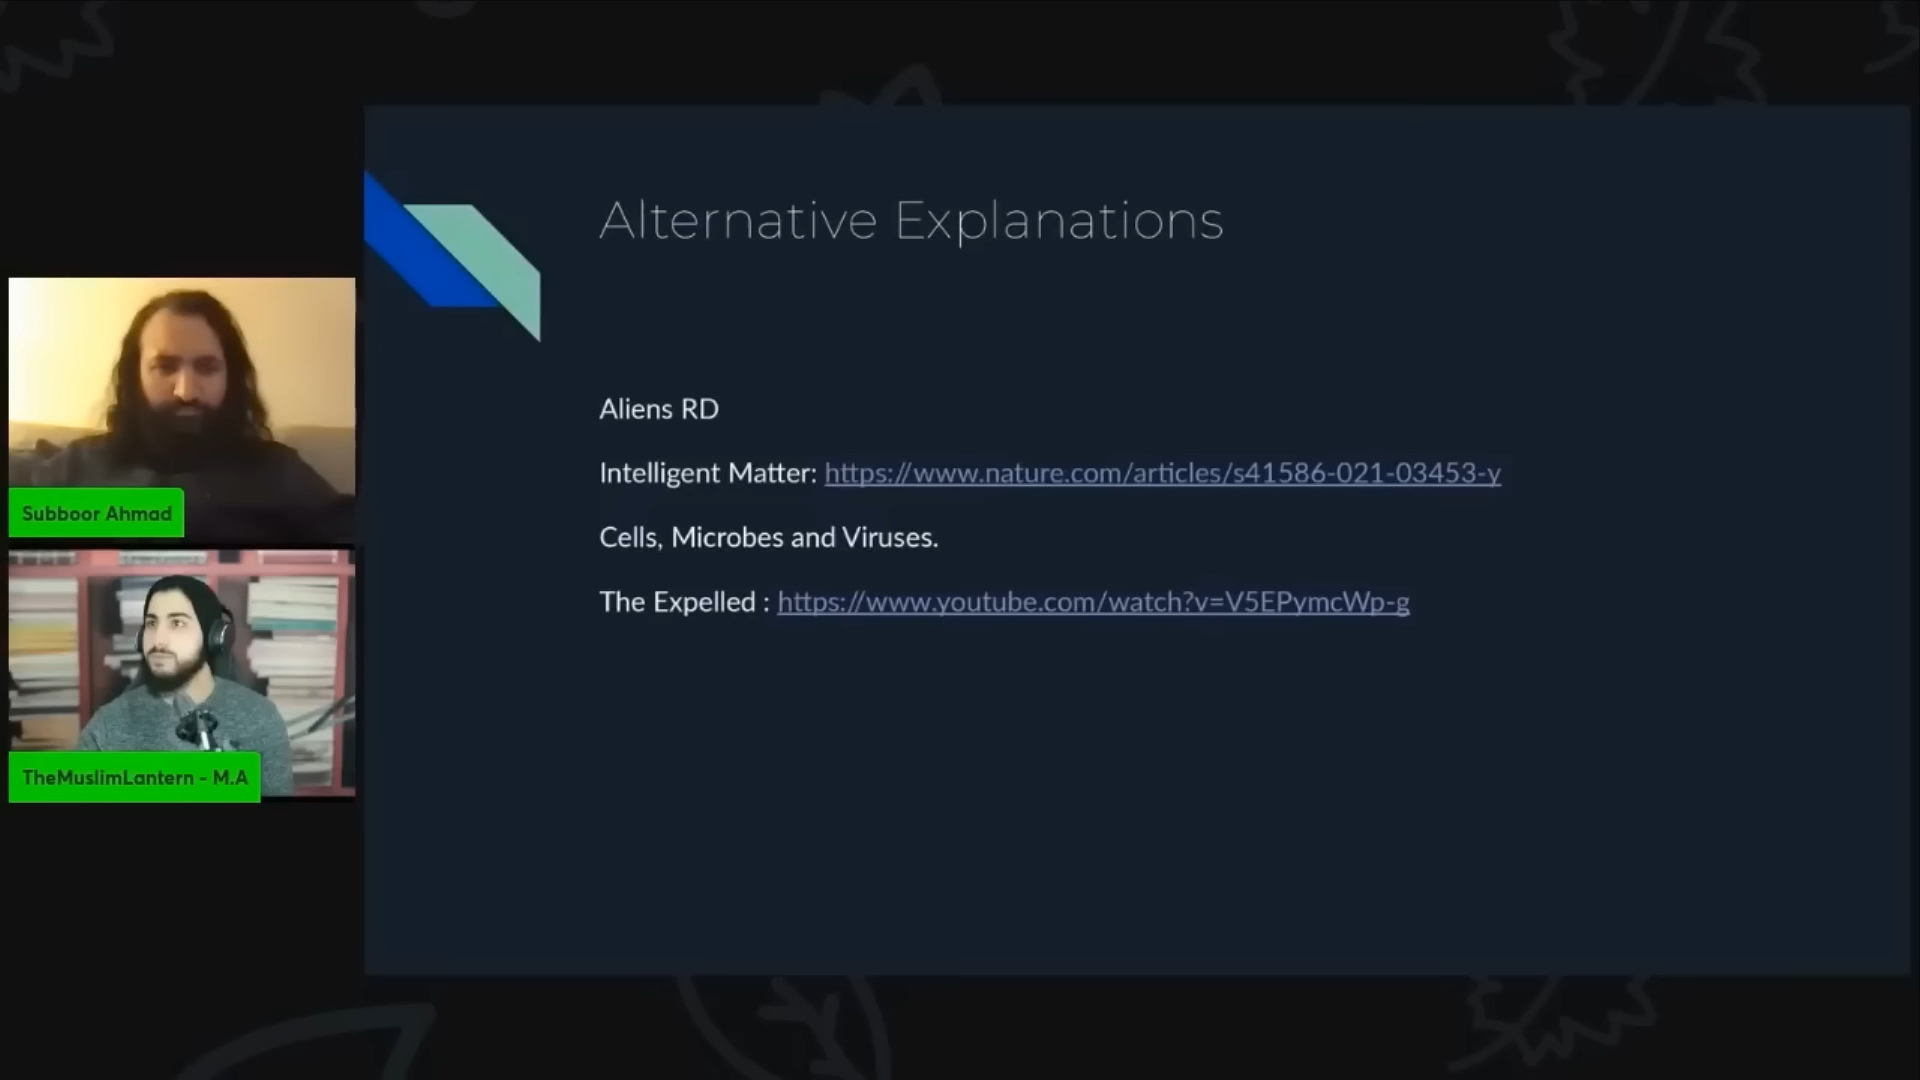 Alternative Explanations
Aliens RD
Intelligent Matter: https://www.nature.com/articles/s41586-021-03453-y
Cells, Microbes and Viruses.
The Expelled : https://www.youtube.com/watch?v=V5EPymcWp-g
Subboor Ahmad
TheMuslimLantern - M.A